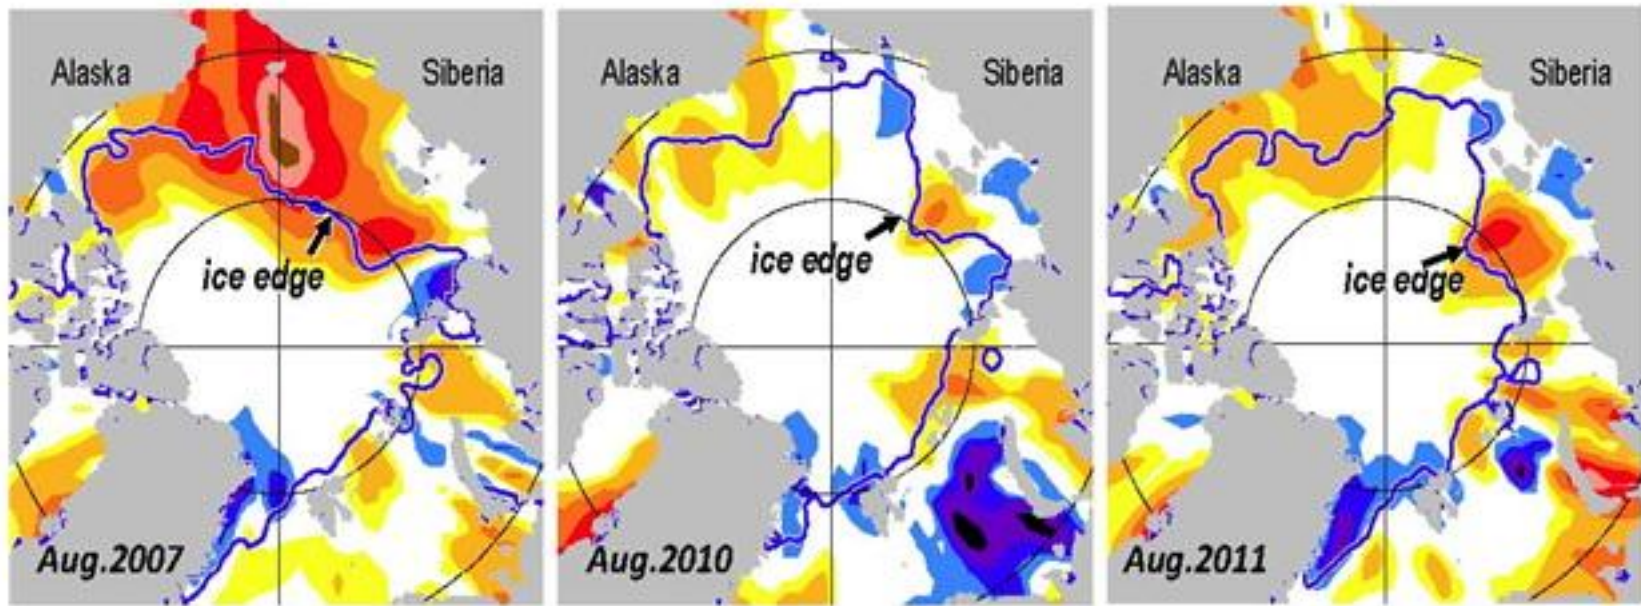 Alaska
Siberia
ice edge
Aug.2007
Alaska
Siberia
ice edge
Aug.2010
Alaska
Siberia
ice edge
Aug.2011